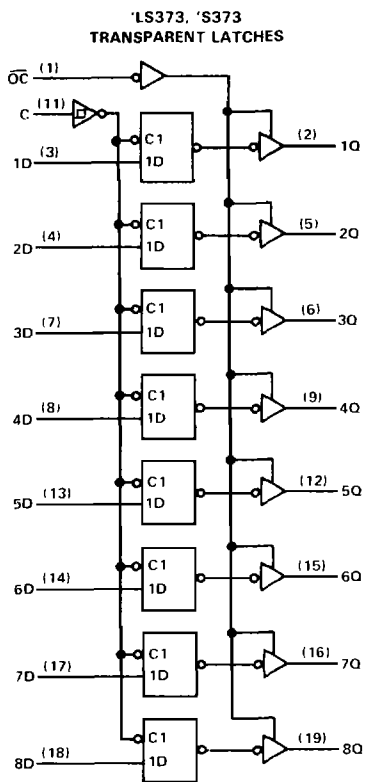 'LS373, 'S373
TRANSPARENT LATCHES
OC (1)
C (11)
C1
1D (3) 1D (2) 1Q
C1
2D (4) 1D (5) 2Q
C1
3D (7) 1D (6) 3Q
C1
4D (8) 1D (9) 4Q
C1
5D (13) 1D (12) 5Q
C1
6D (14) 1D (15) 6Q
C1
7D (17) 1D (16) 7Q
C1
8D (18) 1D (19) 8Q